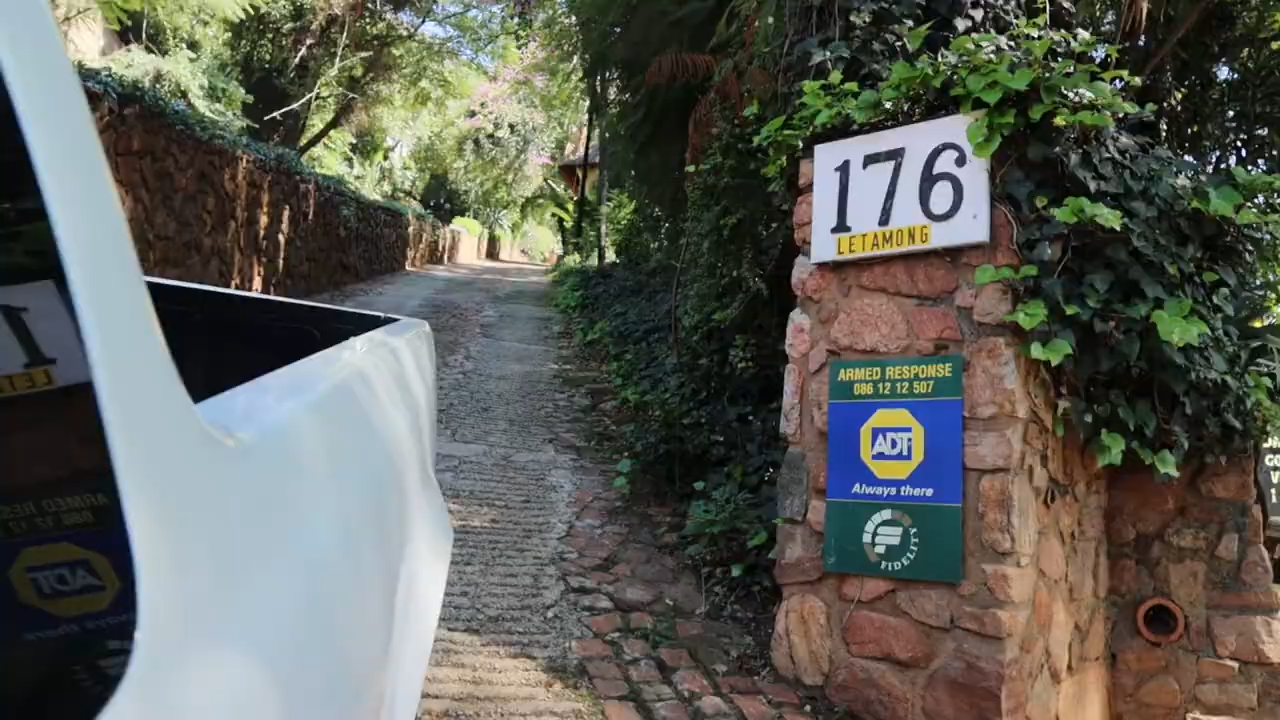 176
LETAMONG
ARMED RESPONSE
086 12 12 507
ADT
Always there
FIDELITY